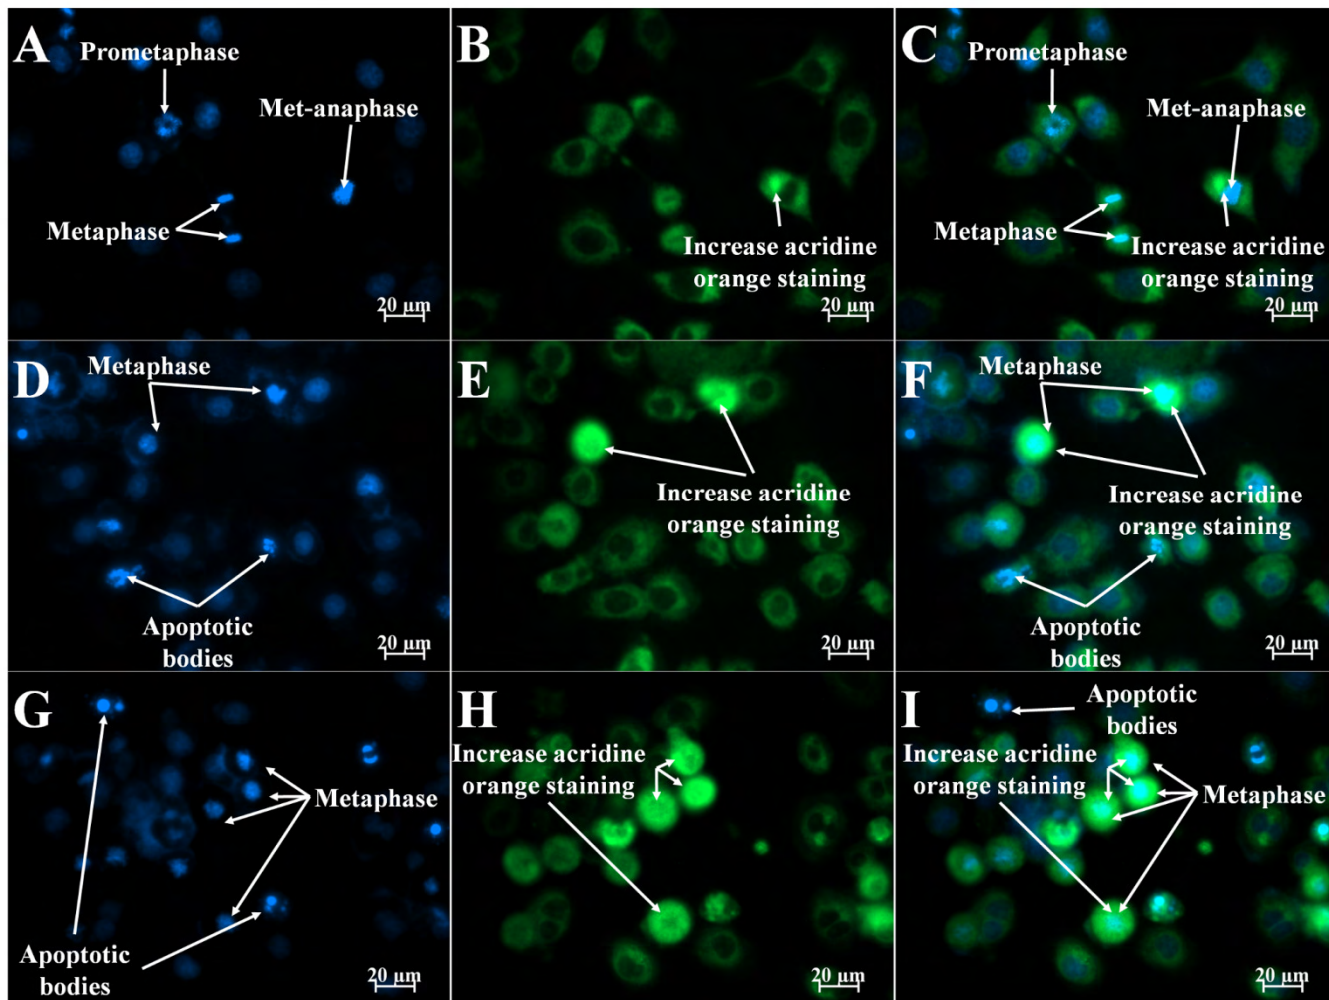 A
Prometaphase
Met-anaphase
Metaphase
20 µm
B
Increase acridine
orange staining
20 µm
C
Prometaphase
Met-anaphase
Metaphase
Increase acridine
orange staining
20 µm
D
Metaphase
Apoptotic
bodies
20 µm
E
Increase acridine
orange staining
20 µm
F
Metaphase
Increase acridine
orange staining
Apoptotic
bodies
20 µm
G
Metaphase
Apoptotic
bodies
20 µm
H
Increase acridine
orange staining
20 µm
I
Apoptotic
bodies
Increase acridine
orange staining
Metaphase
20 µm